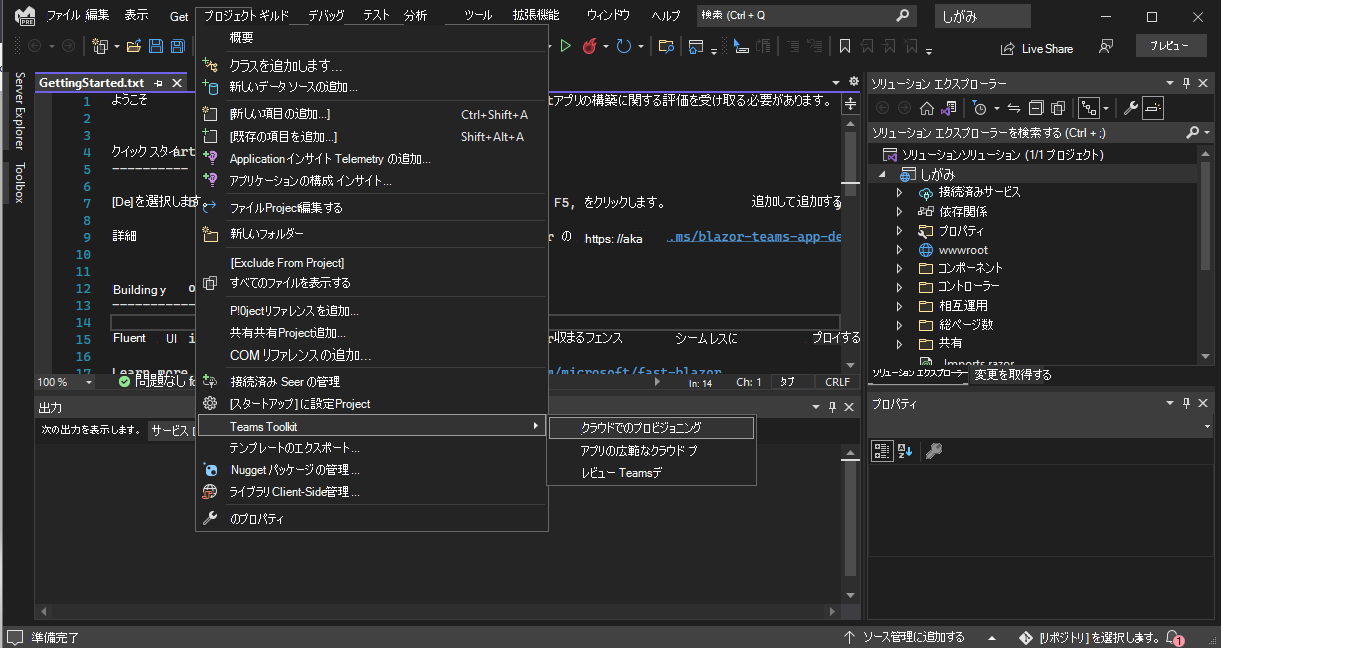 PRE ファイル 編集 表示 Get プロジェクト ギルド デバッグ テスト 分析 ツール 拡張機能 ウィンドウ ヘルプ 検索 (Ctrl + Q しがみ
Live Share プレビュー
Server Explorer
Toolbox
GettingStarted.txt
1 ようこそ アプリの構築に関する評価を受け取る必要があります。
2
3
4 クイック スタイart
5 ----------
6
7 [De] を選択します F5, をクリックします。 追加して追加する
8
9 詳細 r の https: //aka .ms/blazor-teams-app-de
10
11
12 Building y o
13 ----------
14
15 Fluent UI i 収まるフェンス シームレスに プロイする
16
17 Learn more /microsoft/fast-blazor
100 % 問題なし fo In: 14 Ch: 1 タブ CRLF
概要
クラスを追加します...
新しいデータ ソースの追加...
[新しい項目の追加...] Ctrl+Shift+A
[既存の項目を追加...] Shift+Alt+A
Applicationインサイト Telemetry の追加...
アプリケーションの構成 インサイト...
ファイルProject編集する
新しいフォルダー
[Exclude From Project]
すべてのファイルを表示する
P!0jectリファレンスを追加...
共有共有Project追加...
COM リファレンスの追加...
接続済み Seer の管理
[スタートアップ] に設定Project
Teams Toolkit
テンプレートのエクスポート...
Nugget パッケージの管理...
ライブラリ Client-Side管理...
のプロパティ
クラウドでのプロビジョニング
アプリの広範なクラウド プ
レビュー Teamsデ
出力
次の出力を表示します。 サービス
ソリューション エクスプローラー
ソリューション エクスプローラーを検索する (Ctrl + ;)
ソリューションソリューション (1/1 プロジェクト)
しがみ
接続済みサービス
依存関係
プロパティ
wwwroot
コンポーネント
コントローラー
相互運用
総ページ数
共有
_Imports.razor
ソリューション エクスプローラー 変更を取得する
プロパティ
準備完了 ソース管理に追加する [リポジトリ] を選択します。 1